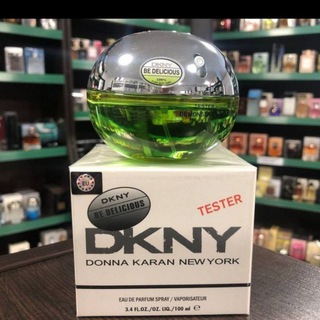 DKNY
BE DELICIOUS
DKNY
BE DELICIOUS
TESTER
DKNY
DONNA KARAN NEW YORK
EAU DE PARFUM SPRAY / VAPORISATEUR
3.4 FL.OZ./OZ. LIQ./100 ml ℮